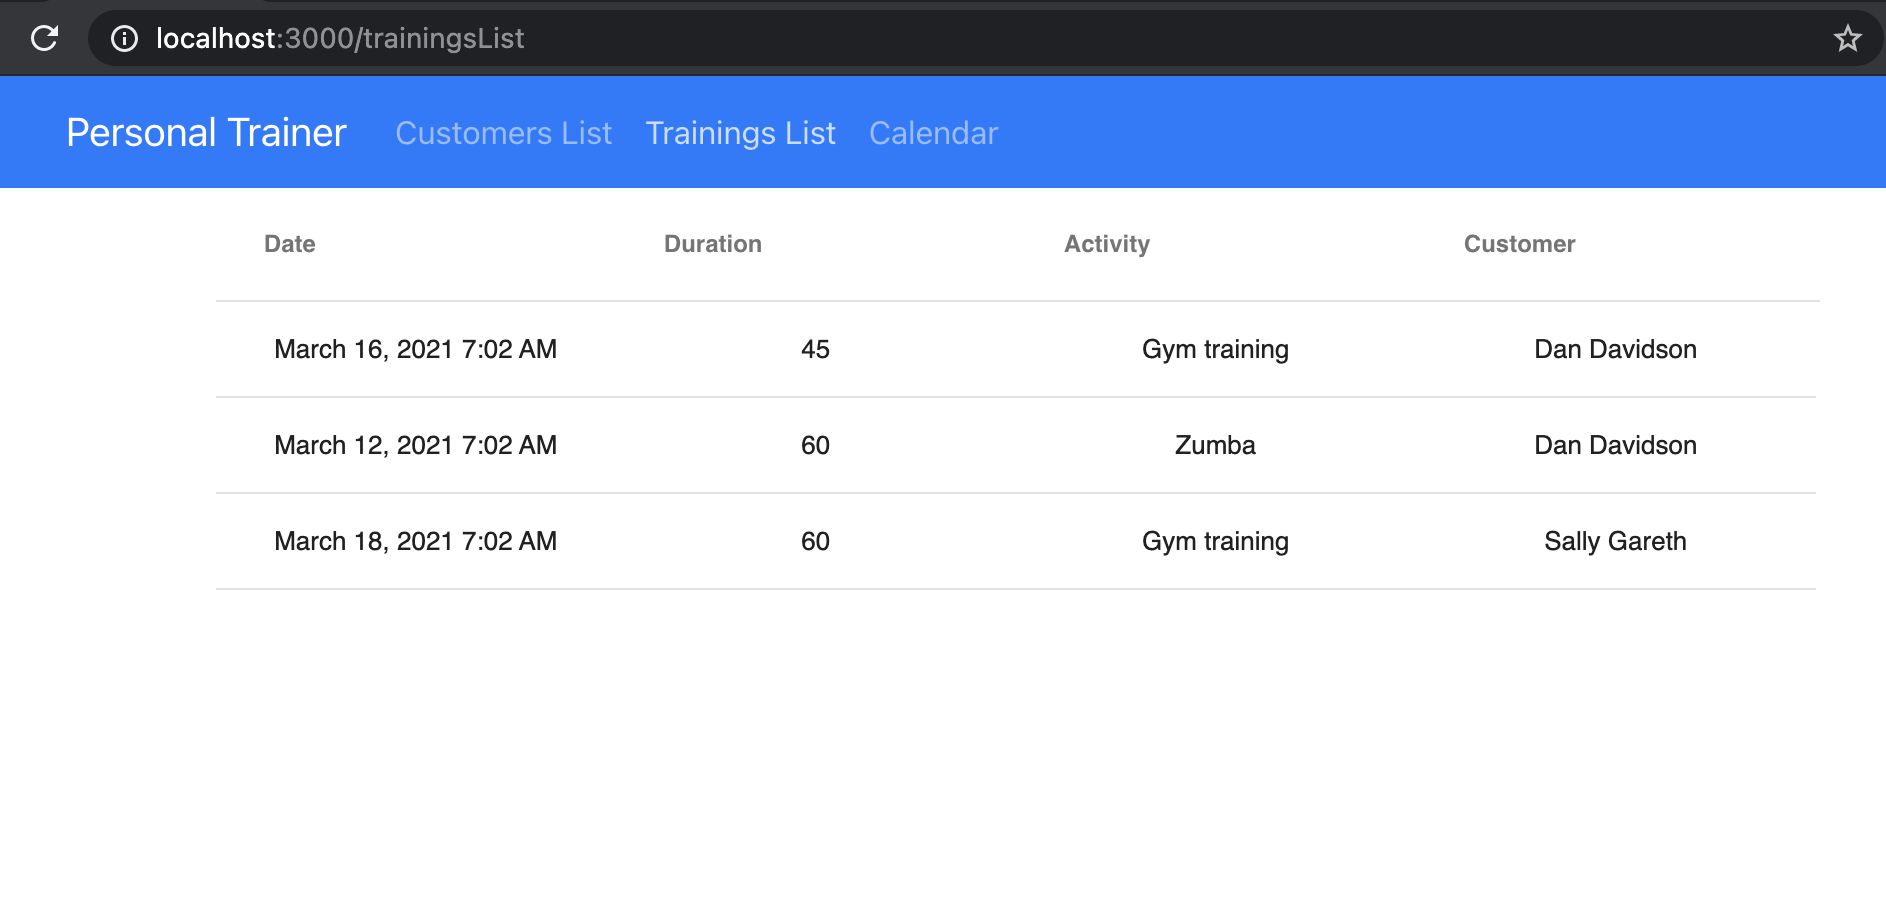 localhost:3000/trainingsList
Personal Trainer Customers List Trainings List Calendar
Date Duration Activity Customer
March 16, 2021 7:02 AM 45 Gym training Dan Davidson
March 12, 2021 7:02 AM 60 Zumba Dan Davidson
March 18, 2021 7:02 AM 60 Gym training Sally Gareth